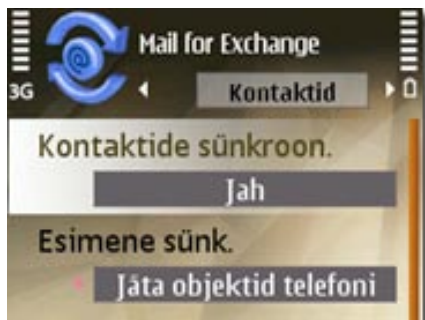 Mail for Exchange
3G
Kontaktid
Kontaktide sünkroon.
Jah
Esimene sünk.
Jäta objektid telefoni